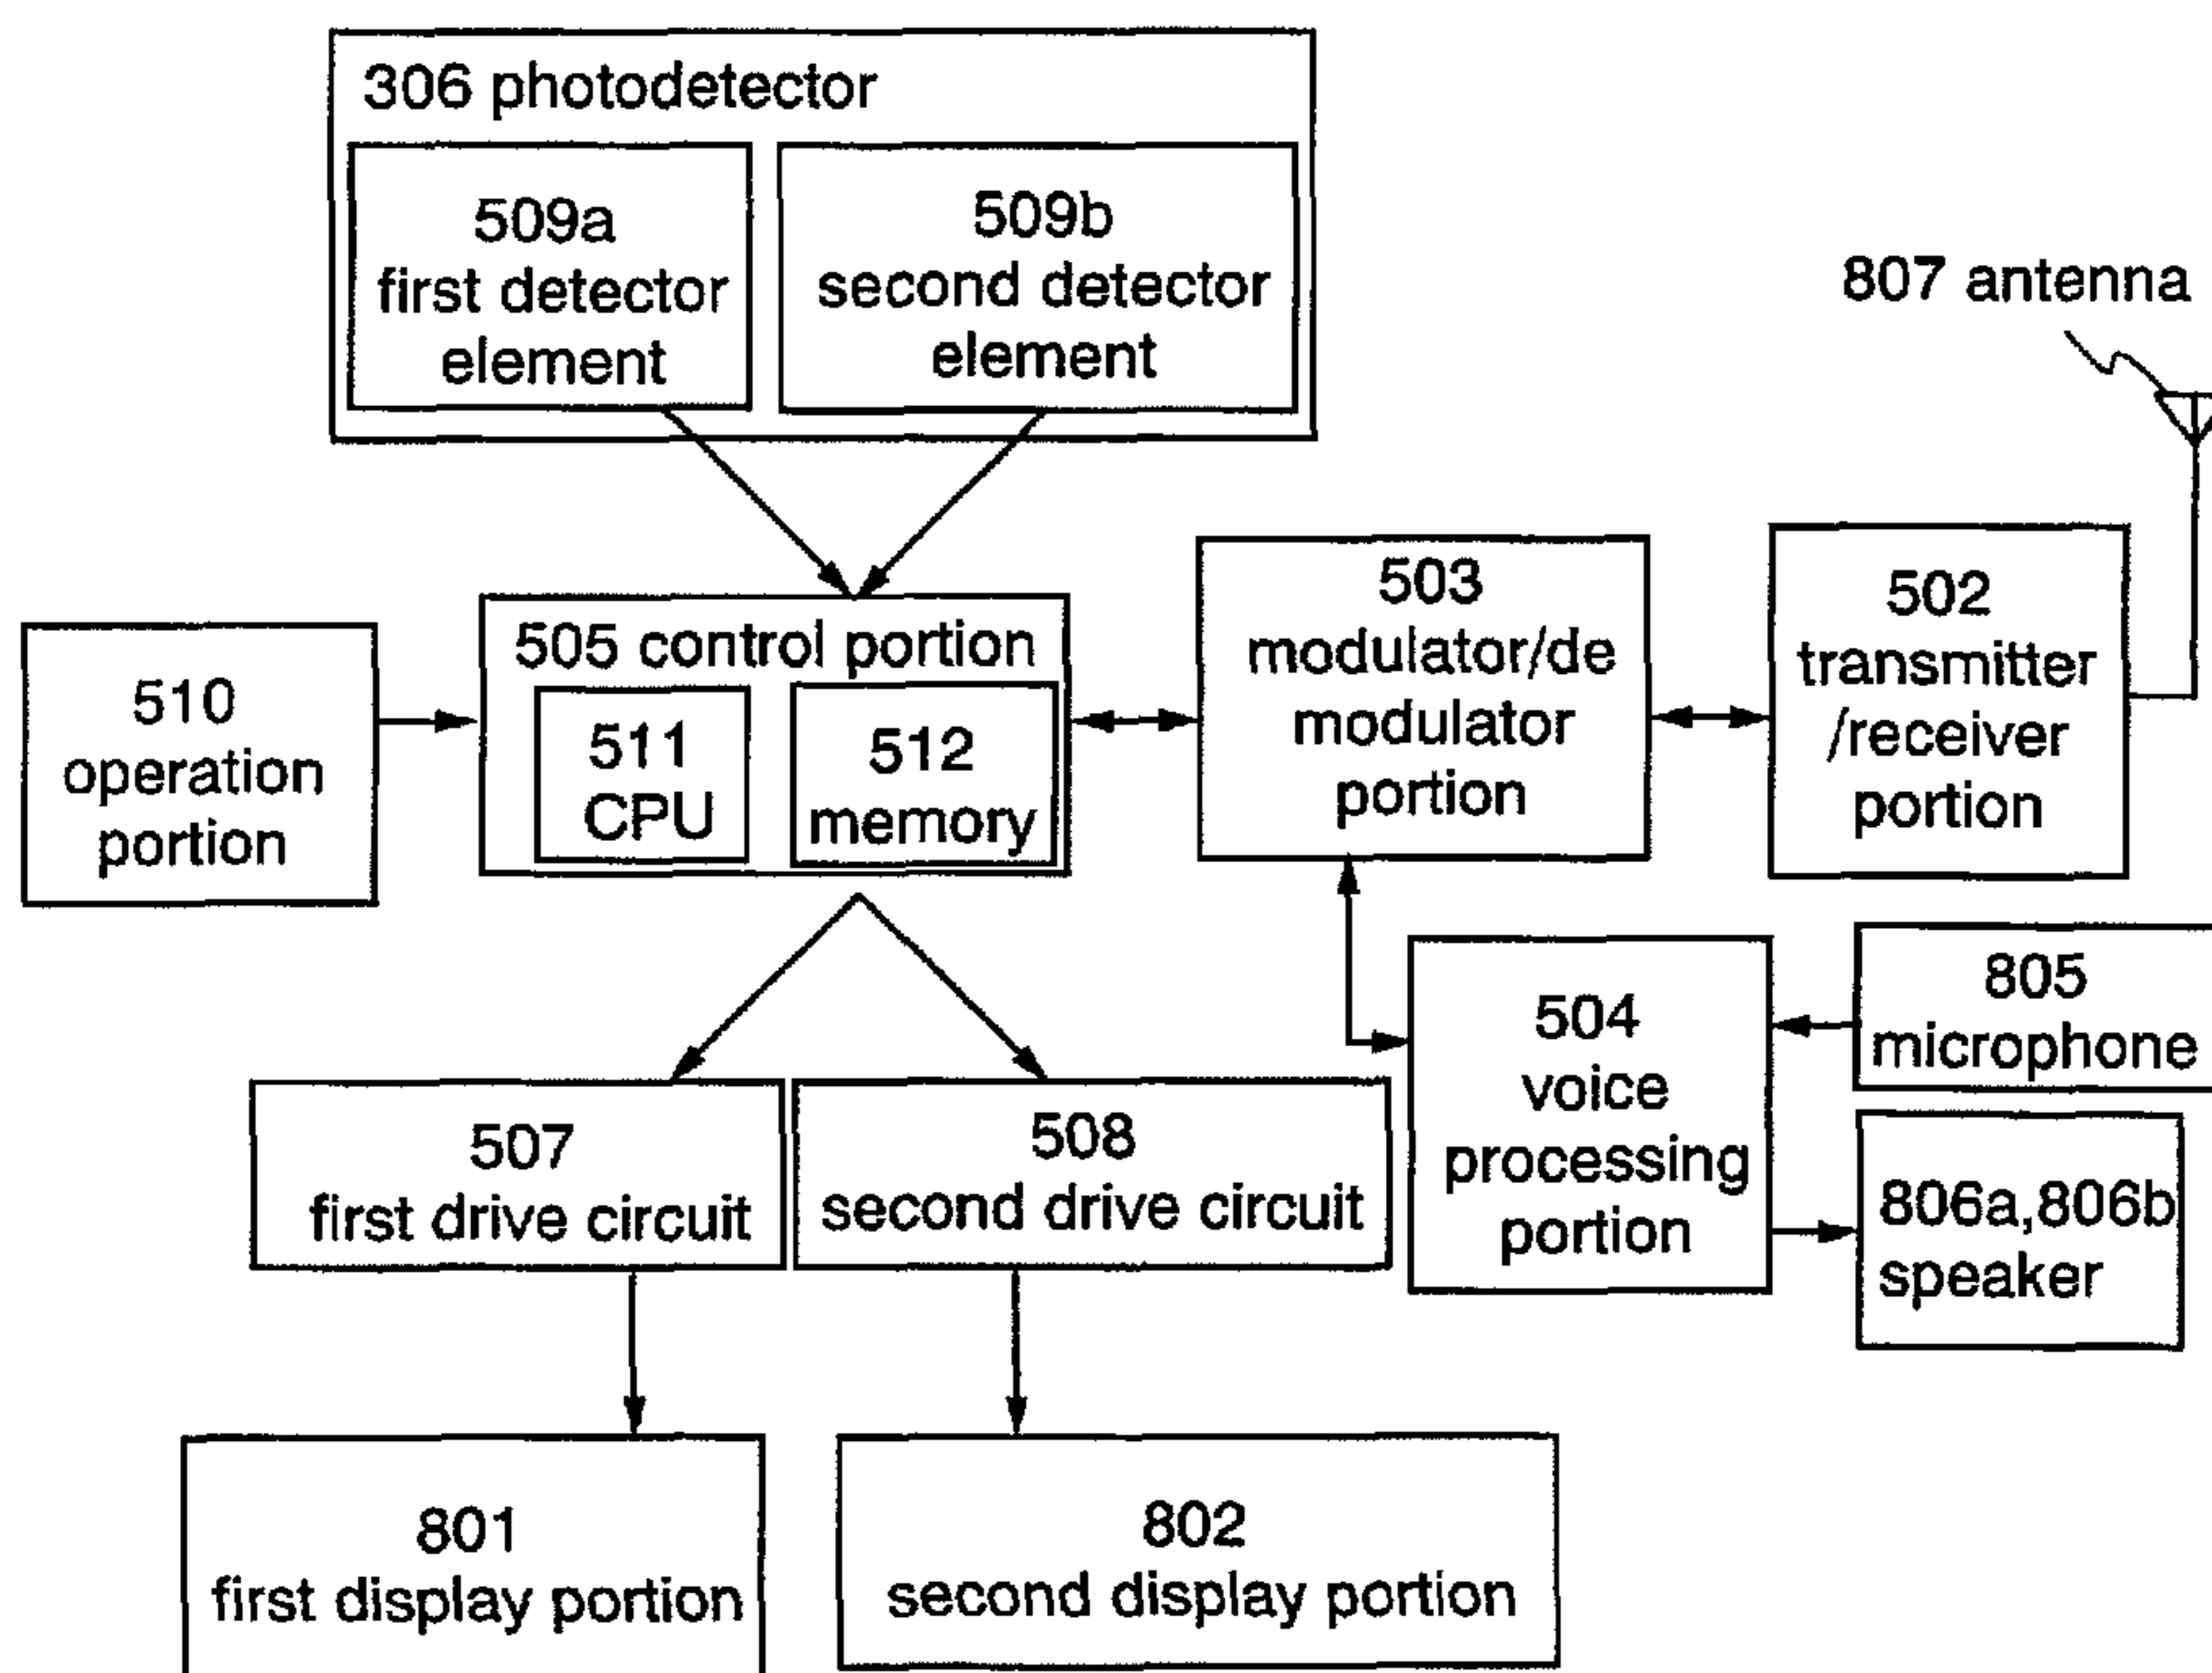 306 photodetector
509a
first detector
element
509b
second detector
element
807 antenna
510
operation
portion
505 control portion
511
CPU
512
memory
503
modulator/de
modulator
portion
502
transmitter
/receiver
portion
504
voice
processing
portion
805
microphone
806a,806b
speaker
507
first drive circuit
508
second drive circuit
801
first display portion
802
second display portion